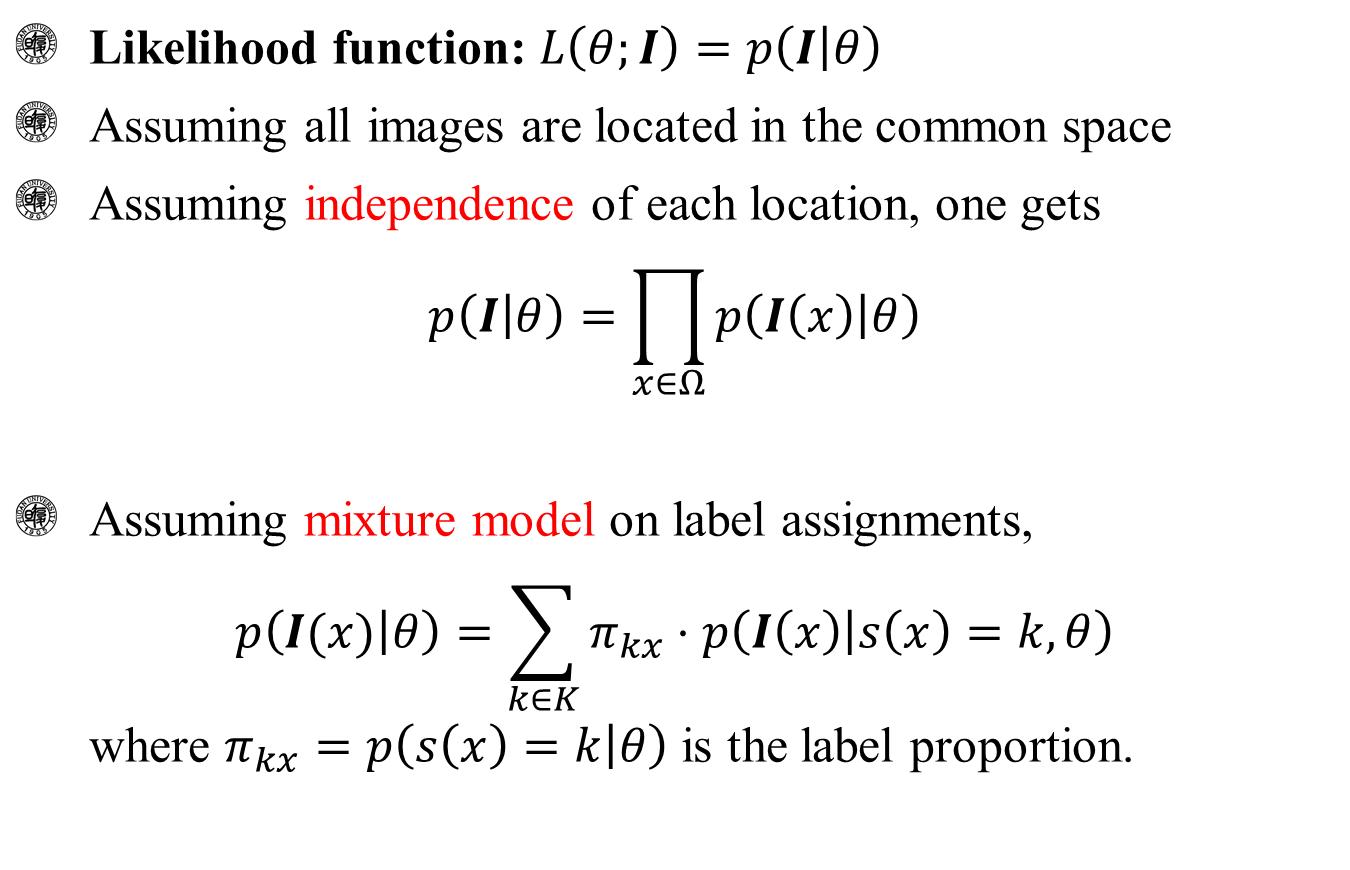 Likelihood function: L(θ; I) = p(I|θ)
Assuming all images are located in the common space
Assuming independence of each location, one gets
p(I|θ) = ∏ p(I(x)|θ)
x∈Ω
Assuming mixture model on label assignments,
p(I(x)|θ) = ∑ π_kx · p(I(x)|s(x) = k, θ)
k∈K
where π_kx = p(s(x) = k|θ) is the label proportion.